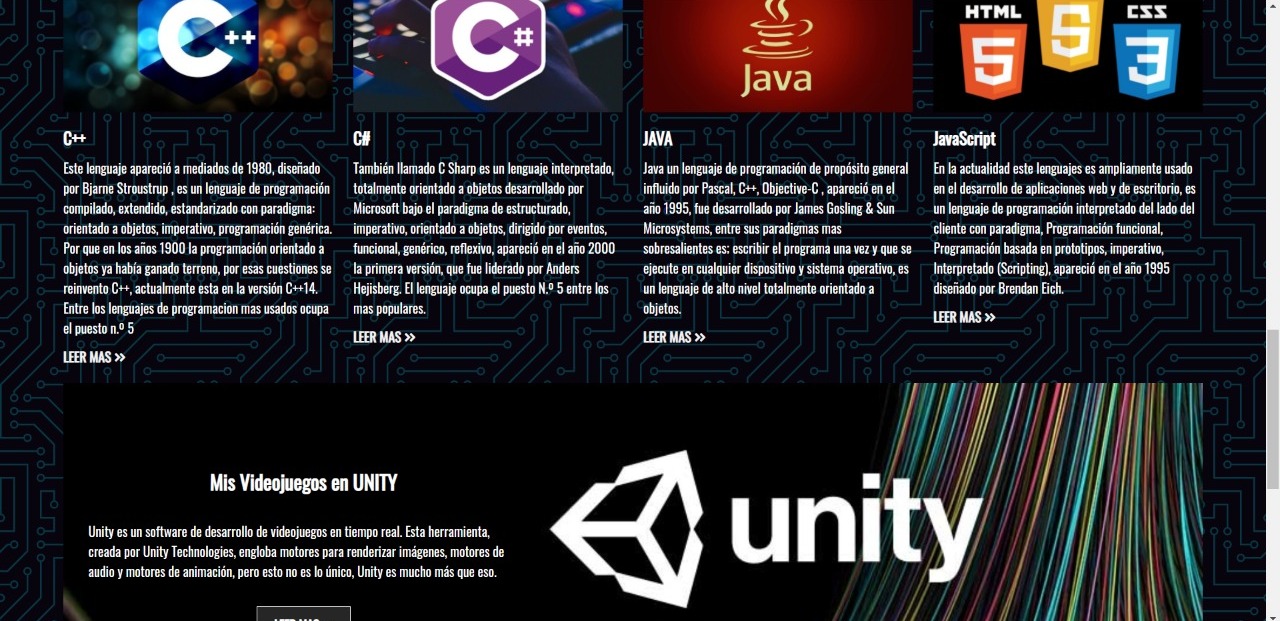 C++
C#
Java
HTML
5
5
CSS
3
C++
Este lenguaje apareció a mediados de 1980, diseñado
por Bjarne Stroustrup , es un lenguaje de programación
compilado, extendido, estandarizado con paradigma:
orientado a objetos, imperativo, programación genérica.
Por que en los años 1900 la programación orientado a
objetos ya había ganado terreno, por esas cuestiones se
reinvento C++, actualmente esta en la versión C++14.
Entre los lenguajes de programacion mas usados ocupa
el puesto n.º 5
LEER MAS »
C#
También llamado C Sharp es un lenguaje interpretado,
totalmente orientado a objetos desarrollado por
Microsoft bajo el paradigma de estructurado,
imperativo, orientado a objetos, dirigido por eventos,
funcional, genérico, reflexivo, apareció en el año 2000
la primera versión, que fue liderado por Anders
Hejisberg. El lenguaje ocupa el puesto N.º 5 entre los
mas populares.
LEER MAS »
JAVA
Java un lenguaje de programación de propósito general
influido por Pascal, C++, Objective-C , apareció en el
año 1995, fue desarrollado por James Gosling & Sun
Microsystems, entre sus paradigmas mas
sobresalientes es: escribir el programa una vez y que se
ejecute en cualquier dispositivo y sistema operativo, es
un lenguaje de alto nivel totalmente orientado a
objetos.
LEER MAS »
JavaScript
En la actualidad este lenguajes es ampliamente usado
en el desarrollo de aplicaciones web y de escritorio, es
un lenguaje de programación interpretado del lado del
cliente con paradigma, Programación funcional,
Programación basada en prototipos, imperativo,
Interpretado (Scripting), apareció en el año 1995
diseñado por Brendan Eich.
LEER MAS »
Mis Videojuegos en UNITY
Unity es un software de desarrollo de videojuegos en tiempo real. Esta herramienta,
creada por Unity Technologies, engloba motores para renderizar imágenes, motores de
audio y motores de animación, pero esto no es lo único, Unity es mucho más que eso.
unity